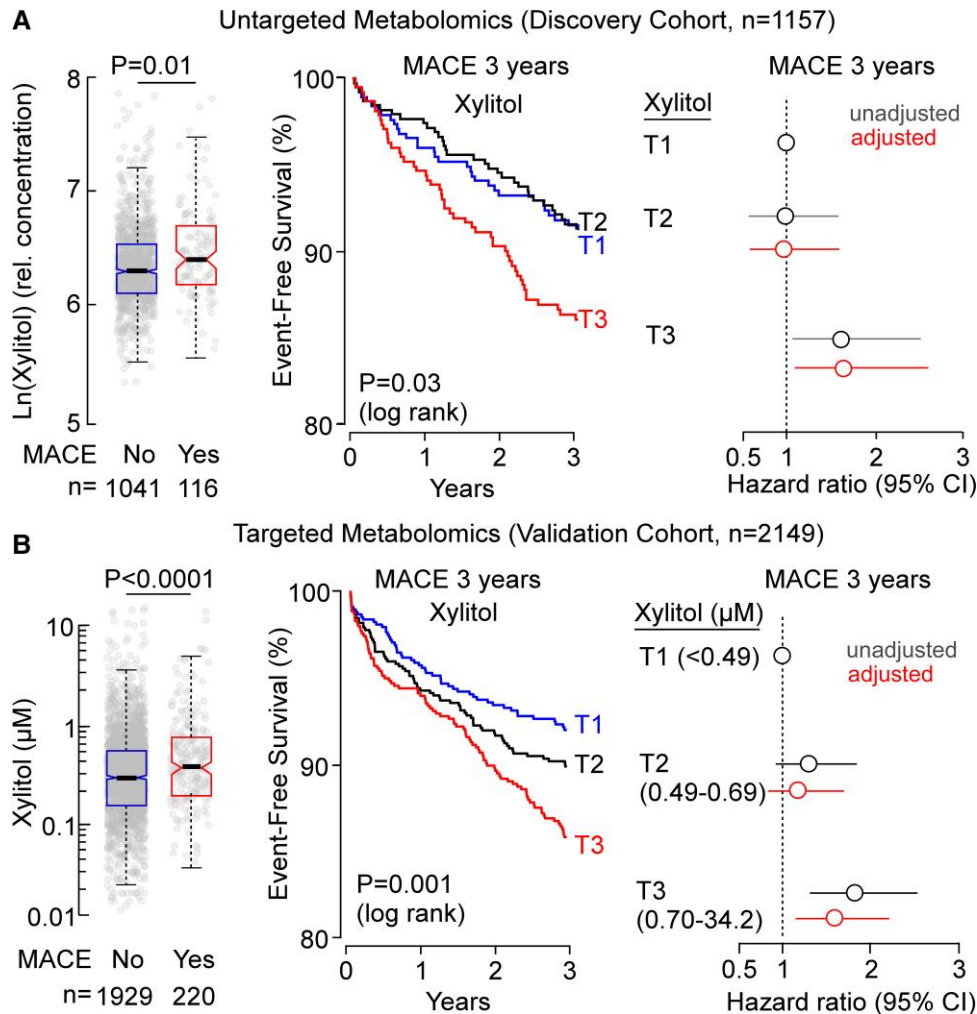 A
Untargeted Metabolomics (Discovery Cohort, n=1157)
P=0.01
Ln(Xylitol) (rel. concentration)
8
7
6
5
MACE No Yes
n= 1041 116
MACE 3 years
Xylitol
Event-Free Survival (%)
100
90
80
T2
T1
T3
P=0.03
(log rank)
0 1 2 3
Years
MACE 3 years
Xylitol
unadjusted
adjusted
T1
T2
T3
0.5 1 2 3
Hazard ratio (95% CI)
B
Targeted Metabolomics (Validation Cohort, n=2149)
P<0.0001
Xylitol (µM)
10
1
0.1
0.01
MACE No Yes
n= 1929 220
MACE 3 years
Xylitol
Event-Free Survival (%)
100
90
80
T1
T2
T3
P=0.001
(log rank)
0 1 2 3
Years
MACE 3 years
Xylitol (µM)
unadjusted
adjusted
T1 (<0.49)
T2
(0.49-0.69)
T3
(0.70-34.2)
0.5 1 2 3
Hazard ratio (95% CI)